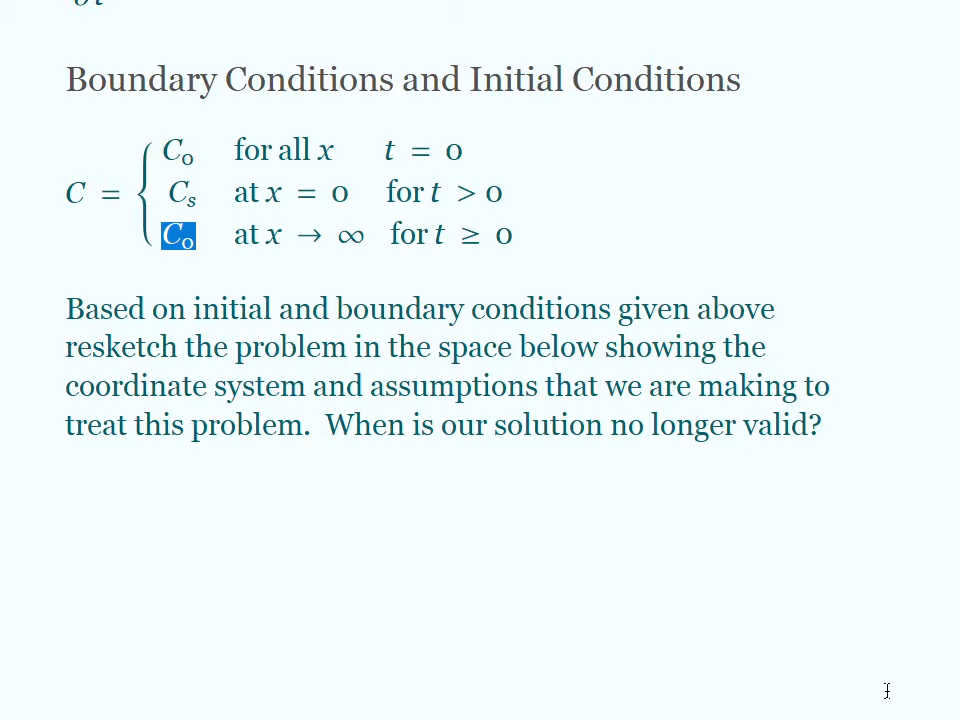 Boundary Conditions and Initial Conditions
C₀ for all x t = 0
C = { Cₛ at x = 0 for t > 0
C₀ at x → ∞ for t ≥ 0
Based on initial and boundary conditions given above
resketch the problem in the space below showing the
coordinate system and assumptions that we are making to
treat this problem. When is our solution no longer valid?